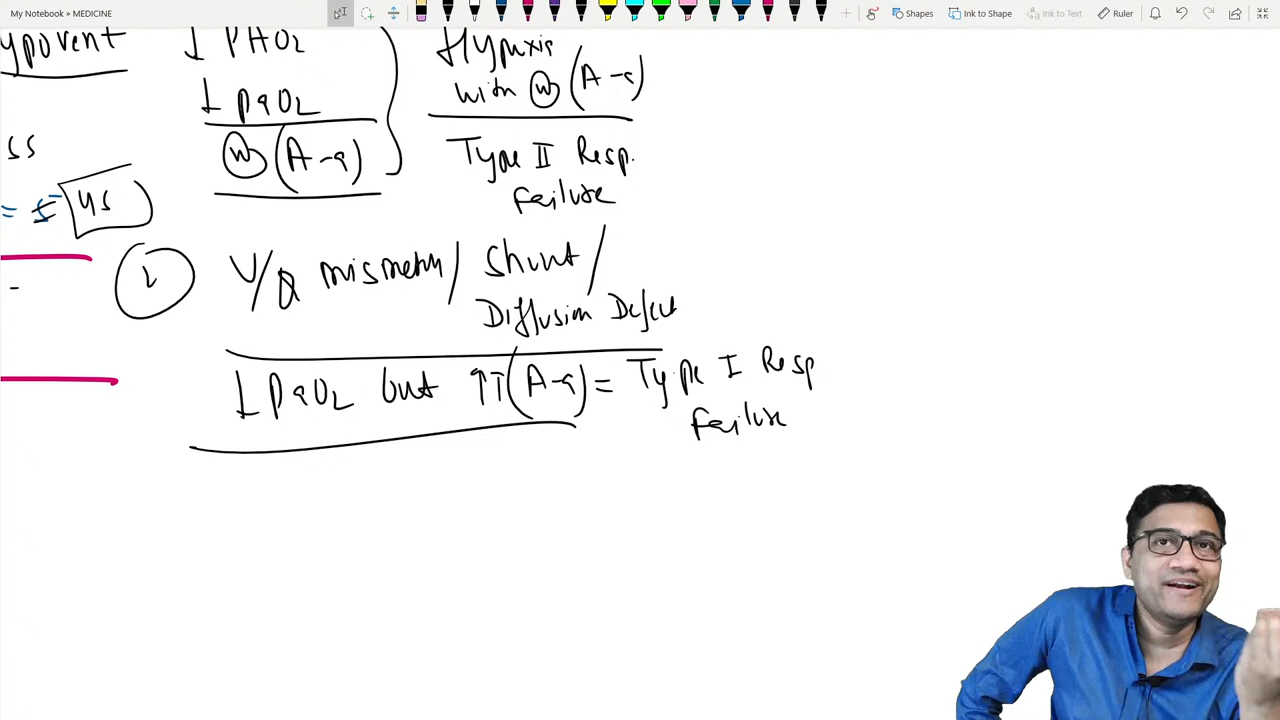 My Notebook » MEDICINE
Shapes
Ink to Shape
Ink to Text
Ruler
ypovent
↓ PAO2
↓ PaO2
N (A-a)
Hypoxia
with N (A-a)
Type II Resp.
Failure
ss
= 5 45
2
V/Q mismatch/ Shunt/
Diffusion Defect
↓ PaO2 but ↑↑(A-a) = Type I Resp
Failure